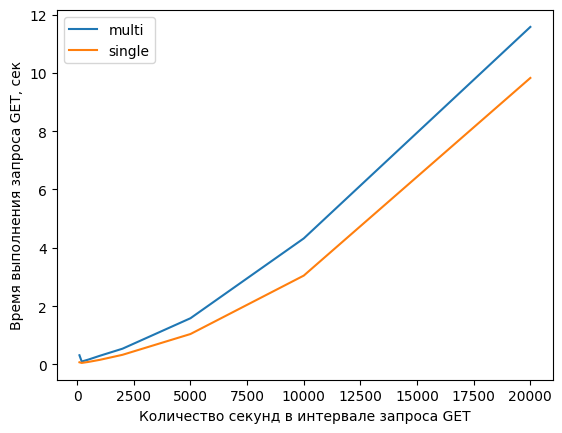 multi
single
Время выполнения запроса GET, сек
12
10
8
6
4
2
0
0 2500 5000 7500 10000 12500 15000 17500 20000
Количество секунд в интервале запроса GET